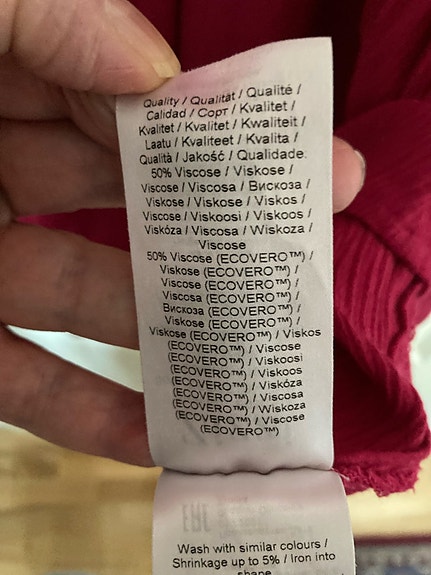 Quality / Qualität / Qualité /
Calidad / Сорт / Kvalitet /
Kvalitet / Kvalitet / Kwaliteit /
Laatu / Kvaliteet / Kvalita /
Qualità / Jakość / Qualidade.
50% Viscose / Viskose /
Viscose / Viscosa / Вискоза /
Viskose / Viskose / Viskos /
Viscose / Viskoosi / Viskoos /
Viskóza / Viscosa / Wiskoza /
Viscose
50% Viscose (ECOVERO™) /
Viskose (ECOVERO™) /
Viscose (ECOVERO™) /
Viscosa (ECOVERO™) /
Вискоза (ECOVERO™) /
Viskose (ECOVERO™) /
Viskose (ECOVERO™) / Viskos
(ECOVERO™) / Viscose
(ECOVERO™) / Viskoosi
(ECOVERO™) / Viskoos
(ECOVERO™) / Viskóza
(ECOVERO™) / Viscosa
(ECOVERO™) / Wiskoza
(ECOVERO™) / Viscose
(ECOVERO™)
Wash with similar colours /
Shrinkage up to 5% / Iron into
shape